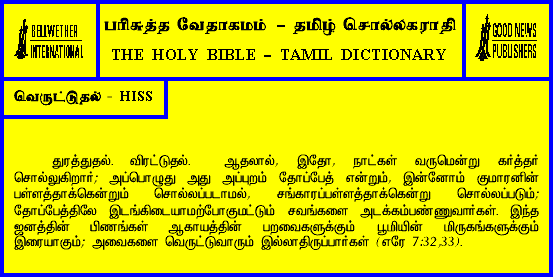 BELLWETHER
INTERNATIONAL
பரிசுத்த வேதாகமம் – தமிழ் சொல்லகராதி
THE HOLY BIBLE – TAMIL DICTIONARY
GOOD NEWS
PUBLISHERS
வெருட்டுதல் - HISS
துரத்துதல். விரட்டுதல். ஆதலால், இதோ, நாட்கள் வருமென்று கர்த்தர்
சொல்லுகிறார்; அப்பொழுது அது அப்புறம் தோப்பேத் என்றும், இன்னோம் குமாரனின்
பள்ளத்தாக்கென்றும் சொல்லப்படாமல், சங்காரப்பள்ளத்தாக்கென்று சொல்லப்படும்;
தோப்பேத்திலே இடங்கிடையாமற்போகுமட்டும் சவங்களை அடக்கம்பண்ணுவார்கள். இந்த
ஜனத்தின் பிணங்கள் ஆகாயத்தின் பறவைகளுக்கும் பூமியின் மிருகங்களுக்கும்
இரையாகும்; அவைகளை வெருட்டுவாரும் இல்லாதிருப்பார்கள் (எரே 7:32,33).